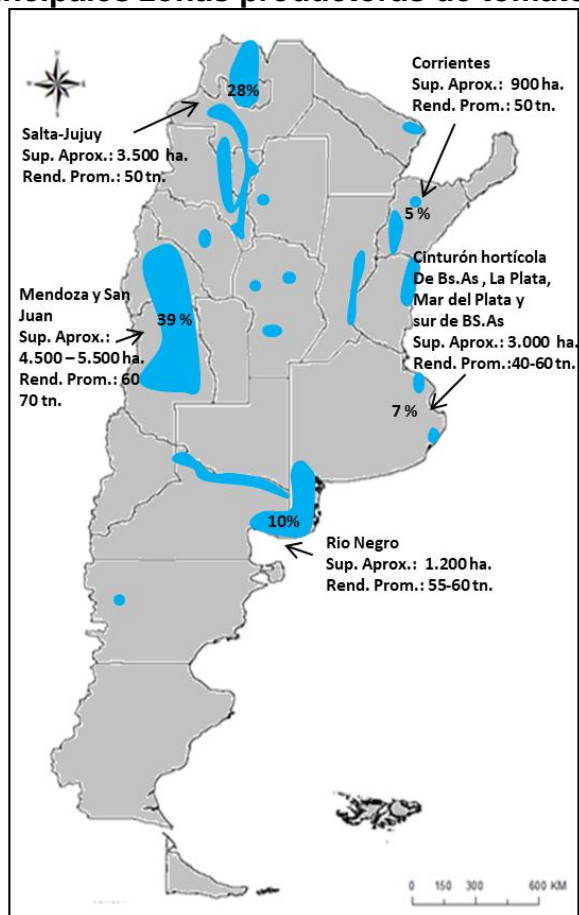 Principales zonas productoras de tomate
28%
Salta-Jujuy
Sup. Aprox.: 3.500 ha.
Rend. Prom.: 50 tn.
Corrientes
Sup. Aprox.: 900 ha.
Rend. Prom.: 50 tn.
5 %
Mendoza y San
Juan
Sup. Aprox.:
4.500 – 5.500 ha.
Rend. Prom.: 60
70 tn.
39 %
Cinturón hortícola
De Bs.As , La Plata,
Mar del Plata y
sur de BS.As
Sup. Aprox.: 3.000 ha.
Rend. Prom.:40-60 tn.
7 %
10%
Rio Negro
Sup. Aprox.: 1.200 ha.
Rend. Prom.: 55-60 tn.
0 150 300 600 KM